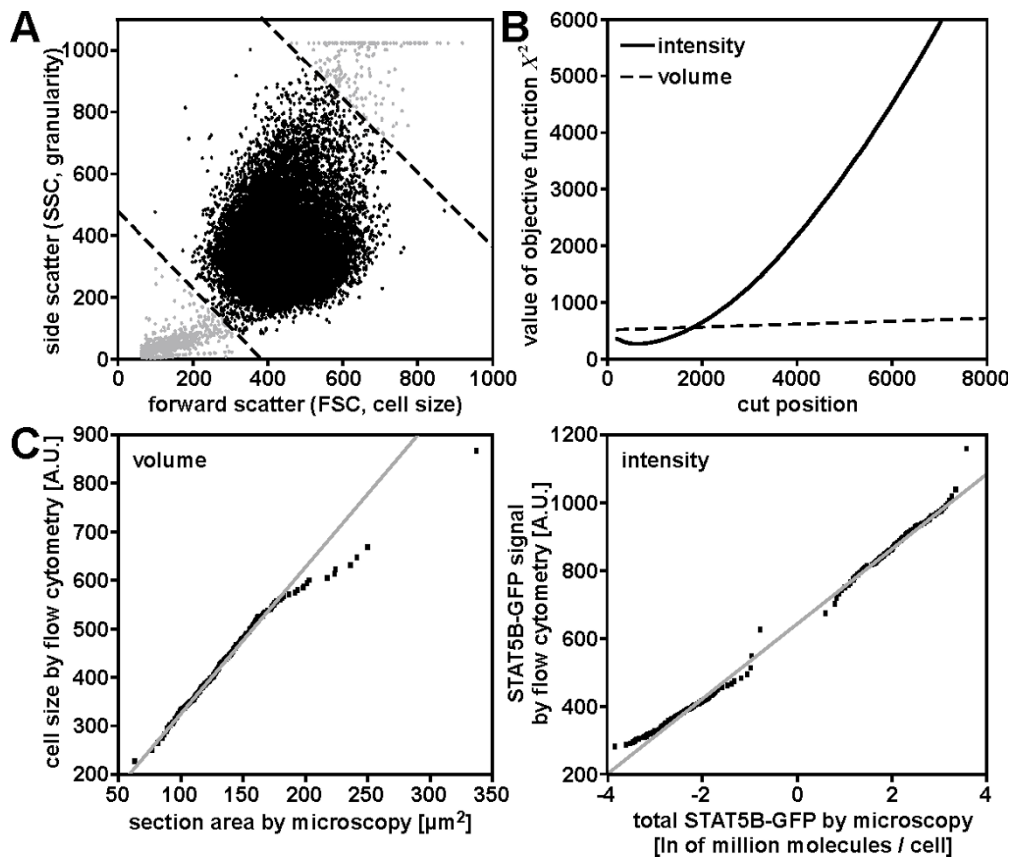 A
side scatter (SSC, granularity)
1000
800
600
400
200
0
0 200 400 600 800 1000
forward scatter (FSC, cell size)
B
value of objective function X²
6000
5000
4000
3000
2000
1000
0
intensity
volume
0 2000 4000 6000 8000
cut position
C
cell size by flow cytometry [A.U.]
900
800
700
600
500
400
300
200
volume
50 100 150 200 250 300 350
section area by microscopy [µm²]
STAT5B-GFP signal
by flow cytometry [A.U.]
1200
1000
800
600
400
200
intensity
-4 -2 0 2 4
total STAT5B-GFP by microscopy
[ln of million molecules / cell]